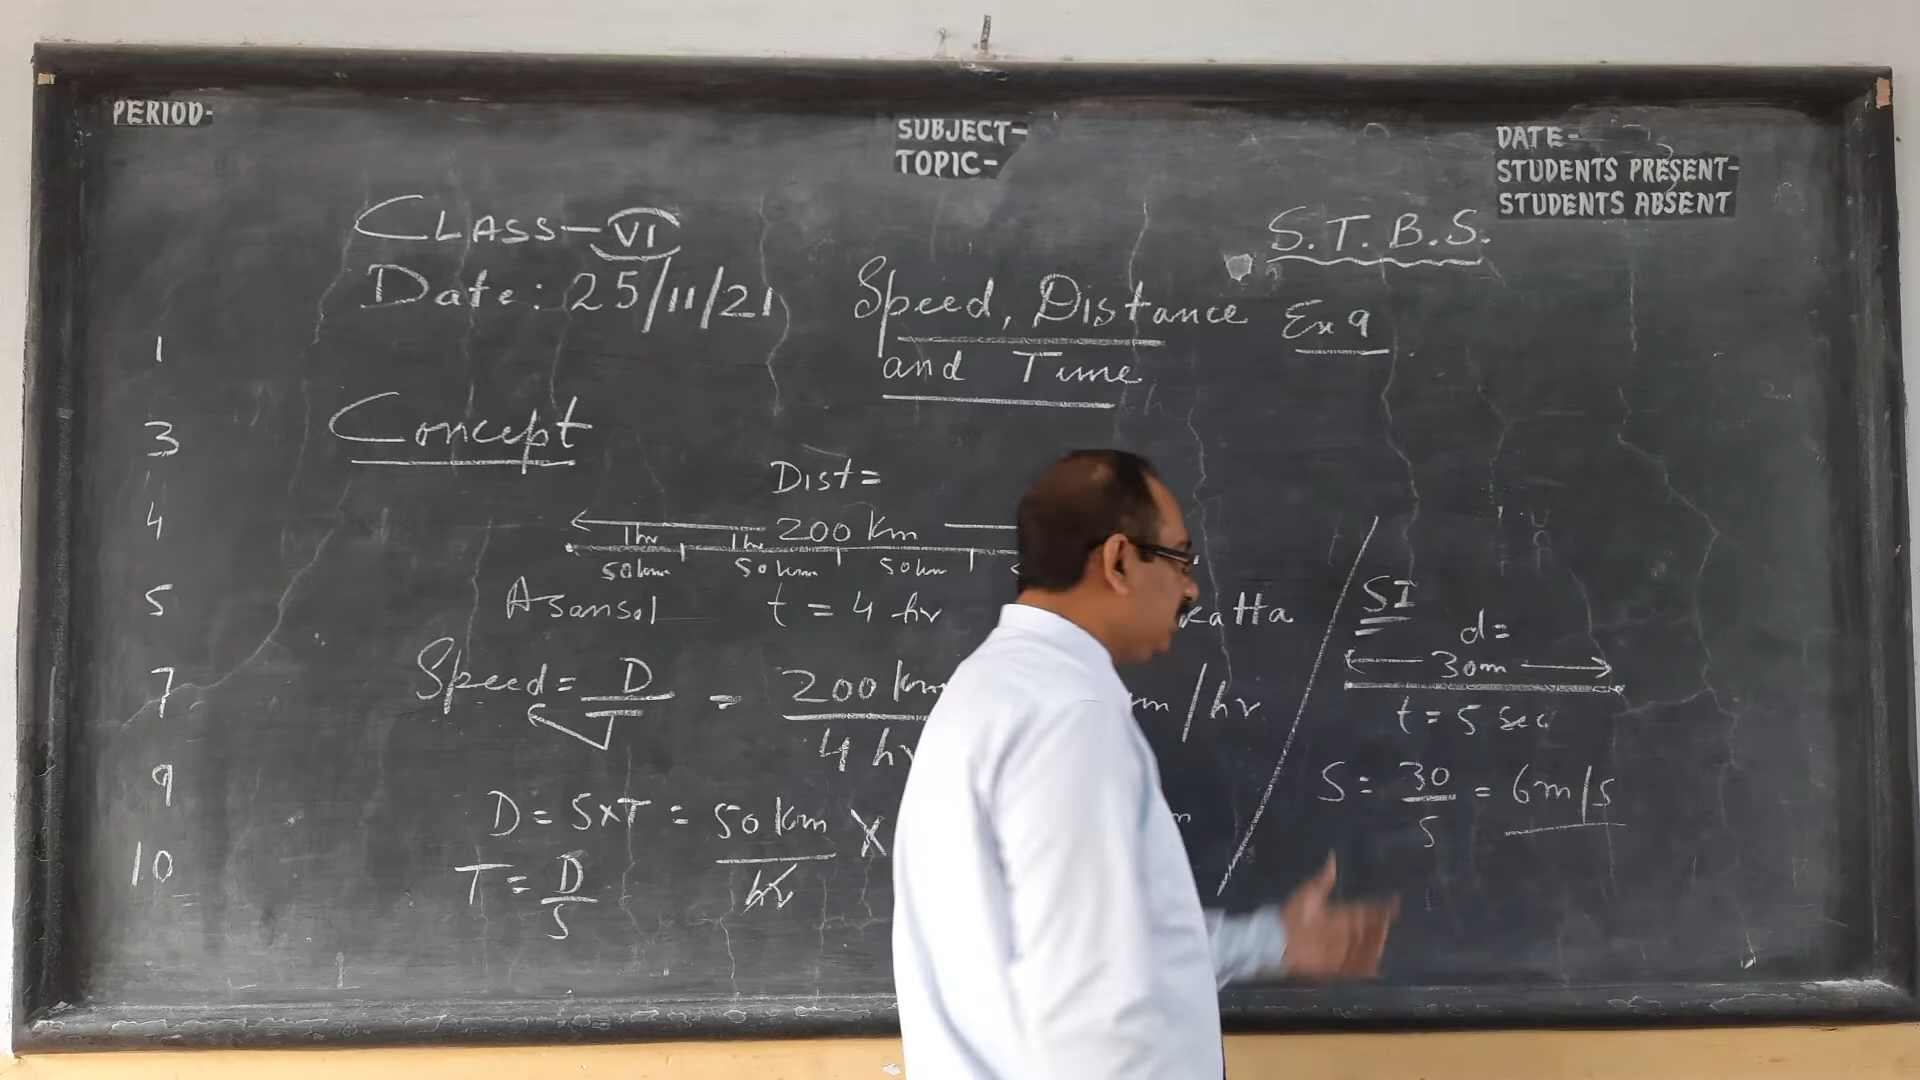 PERIOD-
SUBJECT-
TOPIC-
DATE-
STUDENTS PRESENT-
STUDENTS ABSENT
CLASS-VI
S.T.B.S.
Date: 25/11/21
Speed, Distance Ex 9
and Time
1
3
4
5
7
9
10
Concept
Dist=
200 Km
1hr 1hr
50km 50km 50km
Asansol t = 4 hr katta
Speed = D/T = 200 km/4 hr m/hr
D = S×T = 50 Km/hr X
T = D/S
SI
d=
30m
t = 5 sec
S = 30/5 = 6m/s